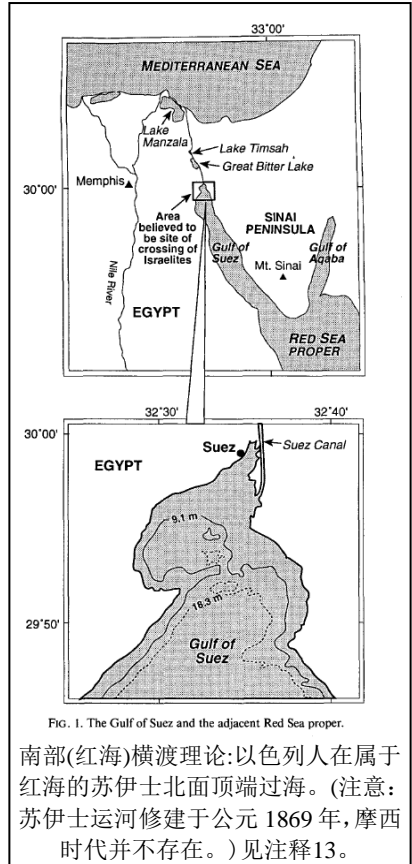 33°00'
MEDITERRANEAN SEA
Lake
Manzala
Lake Timsah
Great Bitter Lake
Memphis
30°00'
Area
believed to
be site of
crossing of
Israelites
SINAI
PENINSULA
Gulf of
Suez
Gulf of
Aqaba
Mt. Sinai
Nile River
EGYPT
RED SEA
PROPER
32°30'
32°40'
30°00'
Suez
Suez Canal
EGYPT
9.1 m
18.3 m
29°50'
Gulf of
Suez
FIG. 1. The Gulf of Suez and the adjacent Red Sea proper.
南部(红海)横渡理论:以色列人在属于
红海的苏伊士北面顶端过海。(注意:
苏伊士运河修建于公元 1869 年,摩西
时代并不存在。) 见注释13。